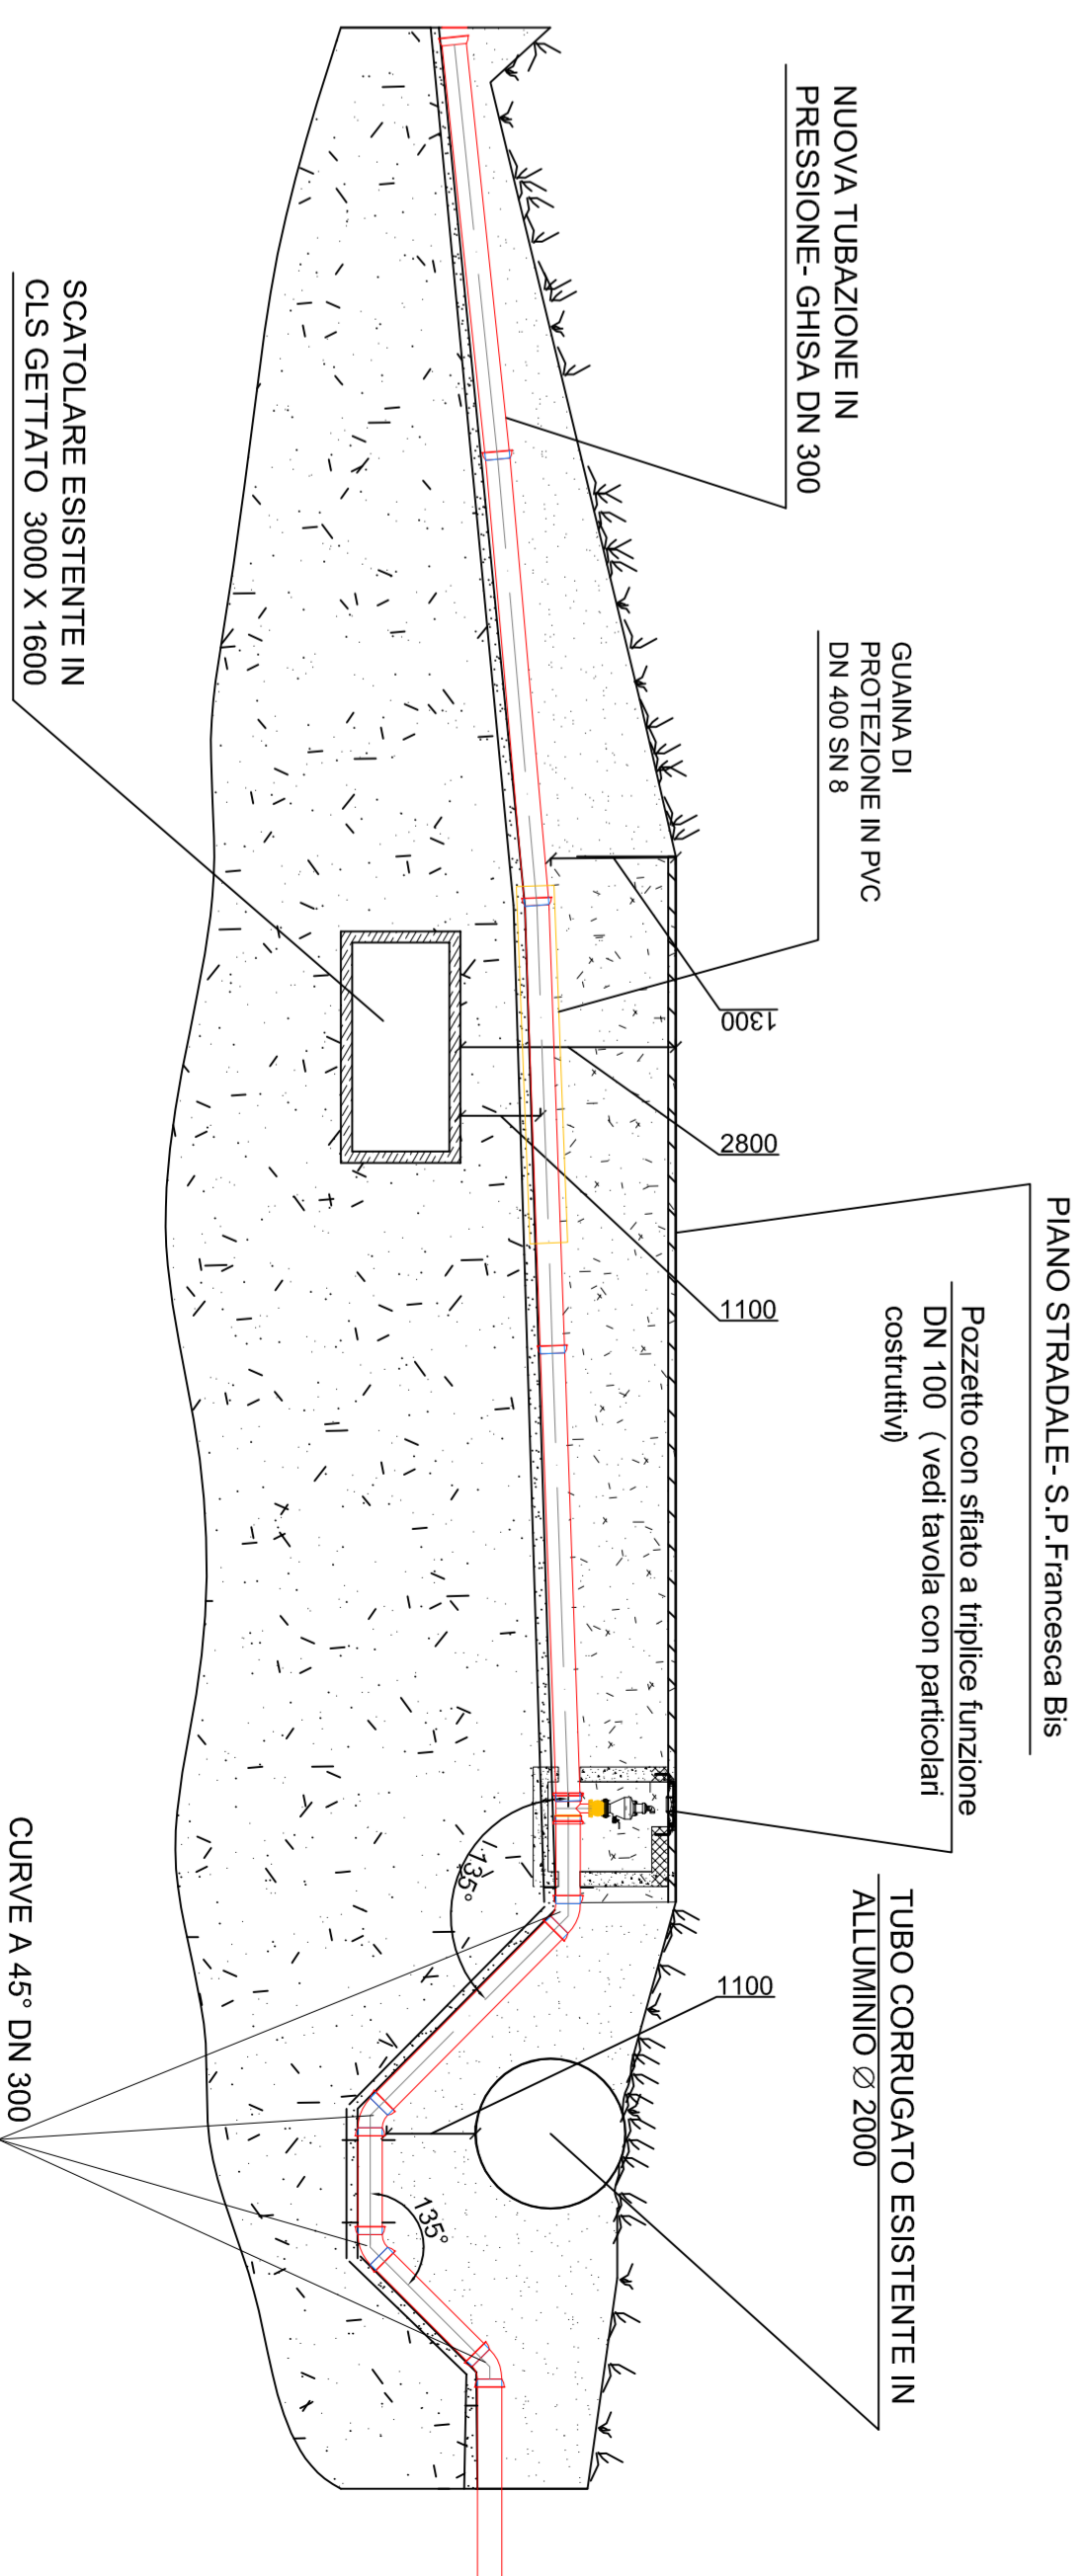 NUOVA TUBAZIONE IN
PRESSIONE- GHISA DN 300
GUAINA DI
PROTEZIONE IN PVC
DN 400 SN 8
PIANO STRADALE- S.P.Francesca Bis
Pozzetto con sfiato a triplice funzione
DN 100 ( vedi tavola con particolari
costruttivi)
TUBO CORRUGATO ESISTENTE IN
ALLUMINIO ∅ 2000
1300
2800
1100
1100
135°
135°
SCATOLARE ESISTENTE IN
CLS GETTATO 3000 X 1600
CURVE A 45° DN 300